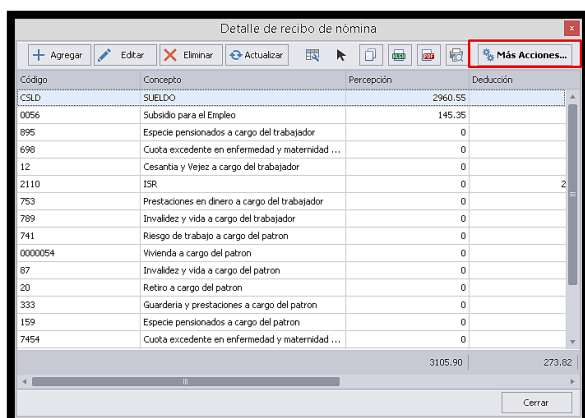 Detalle de recibo de nómina
Agregar Editar Eliminar Actualizar Más Acciones...
Código Concepto Percepción Deducción
CSLD SUELDO 2960.55
0056 Subsidio para el Empleo 145.35
895 Especie pensionados a cargo del trabajador 0
698 Cuota excedente en enfermedad y maternidad ... 0
12 Cesantia y Vejez a cargo del trabajador 0
2110 ISR 0 2
753 Prestaciones en dinero a cargo del trabajador 0
789 Invalidez y vida a cargo del trabajador 0
741 Riesgo de trabajo a cargo del patron 0
0000054 Vivienda a cargo del patron 0
87 Invalidez y vida a cargo del patron 0
20 Retiro a cargo del patron 0
333 Guarderia y prestaciones a cargo del patron 0
159 Especie pensionados a cargo del patron 0
7454 Cuota excedente en enfermedad y maternidad ... 0
3105.90 273.82
Cerrar